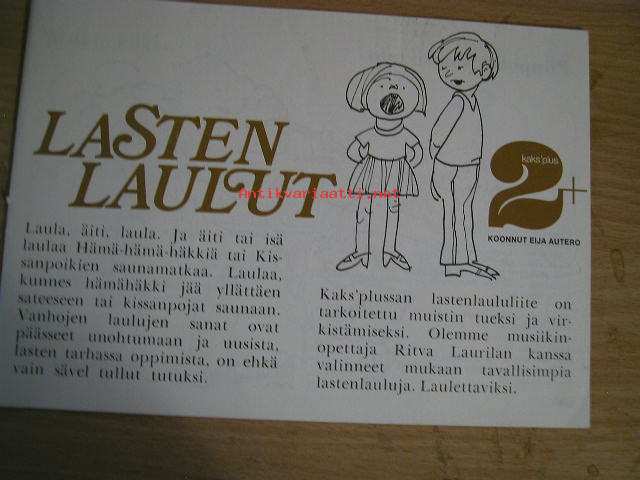 LASTEN
LAULUT
kaks'plus
2+
KOONNUT EIJA AUTERO
Antikvariaatti.net
Laula, äiti, laula. Ja äiti tai isä
laulaa Hämä-hämä-häkkiä tai Kis-
sanpoikien saunamatkaa. Laulaa,
kunnes hämähäkki jää yllättäen
sateeseen tai kissanpojat saunaan.
Vanhojen laulujen sanat ovat
päässeet unohtumaan ja uusista,
lasten tarhassa oppimista, on ehkä
vain sävel tullut tutuksi.
Kaks'plussan lastenlaululiite on
tarkoitettu muistin tueksi ja vir-
kistämiseksi. Olemme musiikin-
opettaja Ritva Laurilan kanssa
valinneet mukaan tavallisimpia
lastenlauluja. Laulettaviksi.